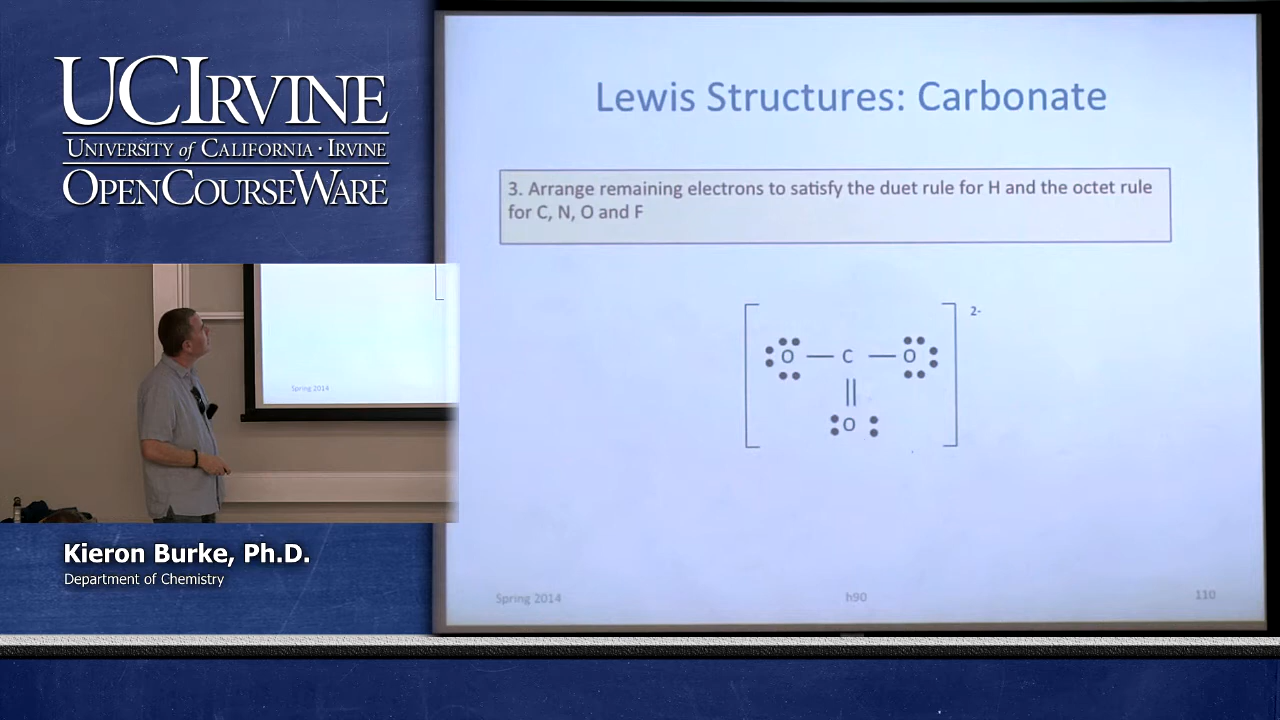 UCIRVINE
UNIVERSITY of CALIFORNIA · IRVINE
OPENCOURSEWARE
Lewis Structures: Carbonate
3. Arrange remaining electrons to satisfy the duet rule for H and the octet rule
for C, N, O and F
2-
O — C — O
||
O
Spring 2014
Kieron Burke, Ph.D.
Department of Chemistry
Spring 2014 h90 110